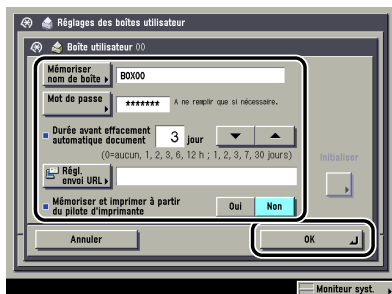 Réglages des boîtes utilisateur
Boîte utilisateur 00
Mémoriser
nom de boîte
BOX00
Mot de passe
*******
A ne remplir que si nécessaire.
Durée avant effacement
automatique document
3 jour
(0=aucun, 1, 2, 3, 6, 12 h ; 1, 2, 3, 7, 30 jours)
Initialiser
Régl.
envoi URL
Mémoriser et imprimer à partir
du pilote d'imprimante
Oui
Non
Annuler
OK
Moniteur syst.